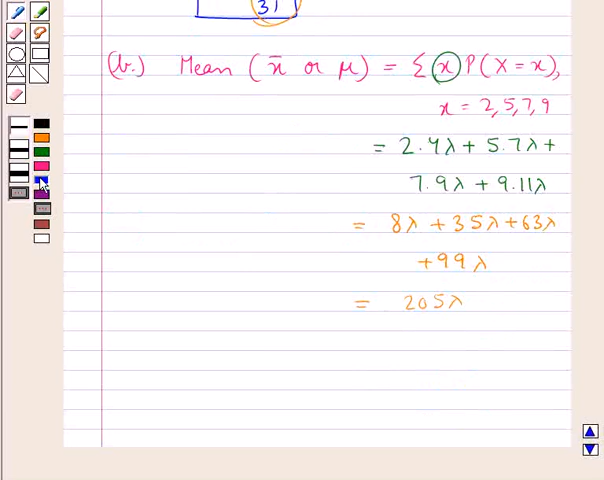 31
(b.) Mean (x̄ or μ) = Σ x P(X = x),
x = 2,5,7,9
= 2.4λ + 5.7λ +
7.9λ + 9.11λ
= 8λ + 35λ + 63λ
+ 99λ
= 205λ